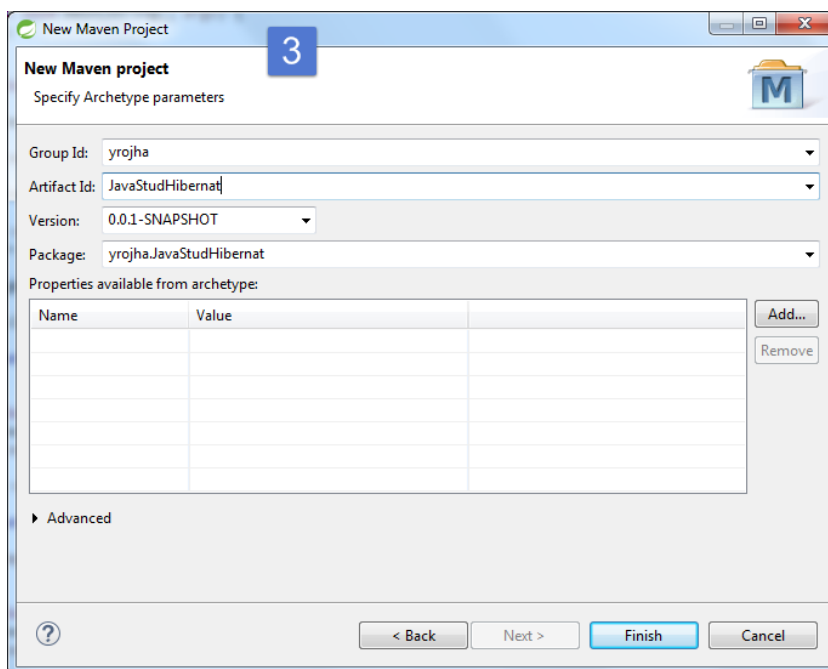 New Maven Project
3
New Maven project
Specify Archetype parameters
M
Group Id: yrojha
Artifact Id: JavaStudHibernat
Version: 0.0.1-SNAPSHOT
Package: yrojha.JavaStudHibernat
Properties available from archetype:
Name Value
Add...
Remove
Advanced
? < Back Next > Finish Cancel